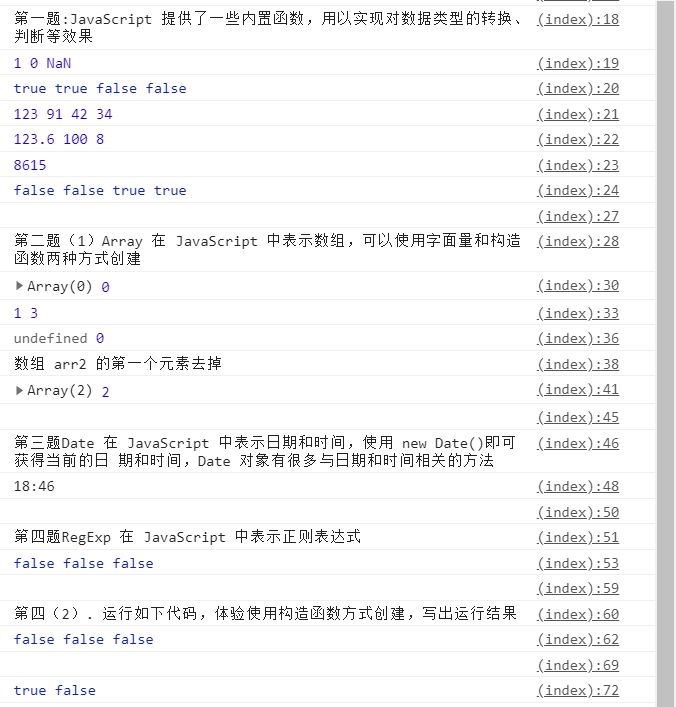 第一题:JavaScript 提供了一些内置函数，用以实现对数据类型的转换、 (index):18
判断等效果
1 0 NaN (index):19
true true false false (index):20
123 91 42 34 (index):21
123.6 100 8 (index):22
8615 (index):23
false false true true (index):24
(index):27
第二题（1）Array 在 JavaScript 中表示数组，可以使用字面量和构造 (index):28
函数两种方式创建
Array(0) 0 (index):30
1 3 (index):33
undefined 0 (index):36
数组 arr2 的第一个元素去掉 (index):38
Array(2) 2 (index):41
(index):45
第三题Date 在 JavaScript 中表示日期和时间，使用 new Date()即可 (index):46
获得当前的日 期和时间，Date 对象有很多与日期和时间相关的方法
18:46 (index):48
(index):50
第四题RegExp 在 JavaScript 中表示正则表达式 (index):51
false false false (index):53
(index):59
第四（2）. 运行如下代码，体验使用构造函数方式创建，写出运行结果 (index):60
false false false (index):62
(index):69
true false (index):72